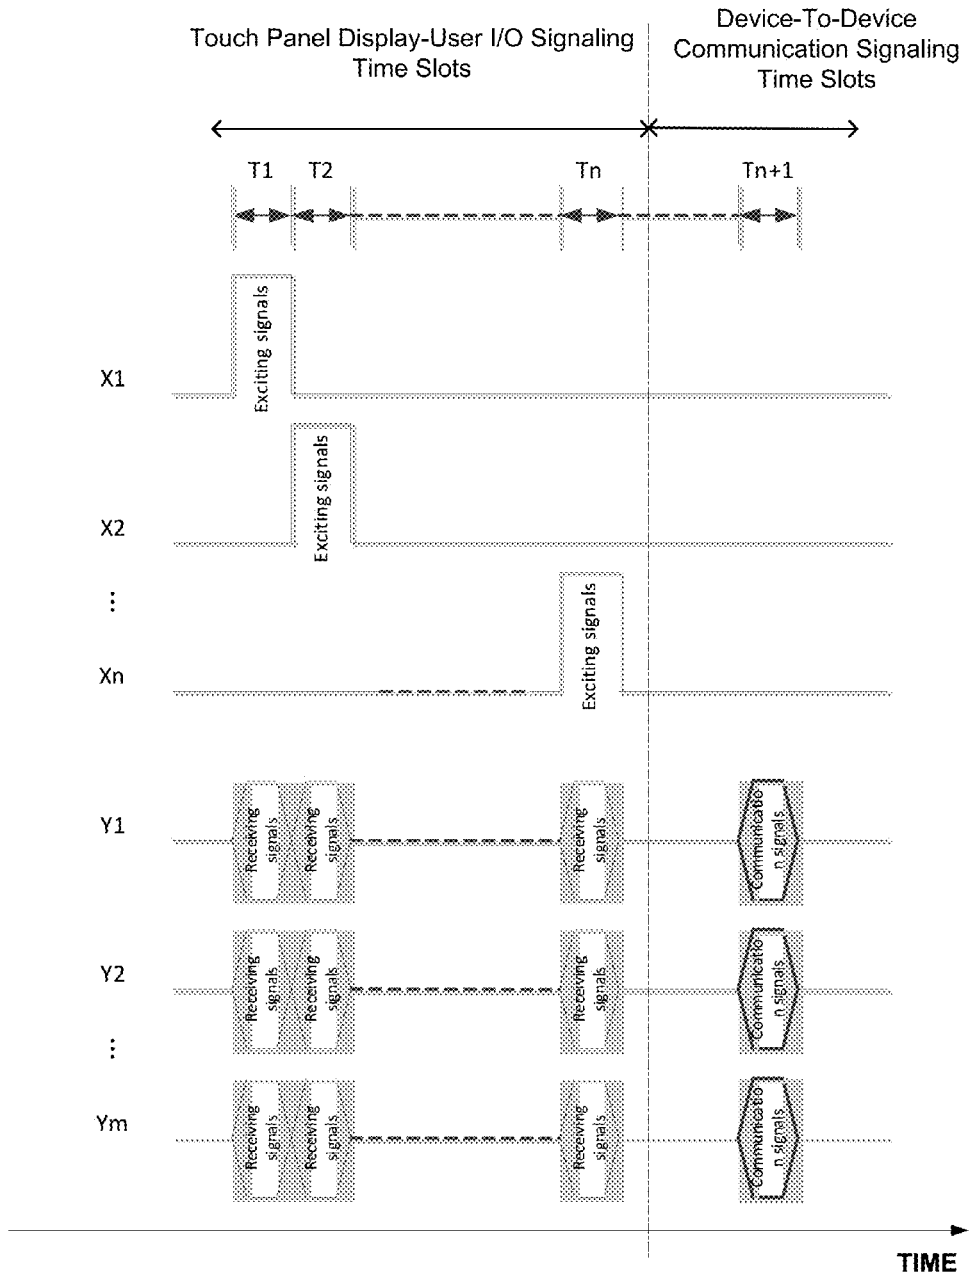 Touch Panel Display-User I/O Signaling
Time Slots
Device-To-Device
Communication Signaling
Time Slots
T1
T2
Tn
Tn+1
X1
Exciting signals
X2
Exciting signals
⋮
Xn
Exciting signals
Y1
Receiving
signals
Receiving
signals
Receiving
signals
Communicatio
n signals
Y2
Receiving
signals
Receiving
signals
Receiving
signals
Communicatio
n signals
⋮
Ym
Receiving
signals
Receiving
signals
Receiving
signals
Communicatio
n signals
TIME